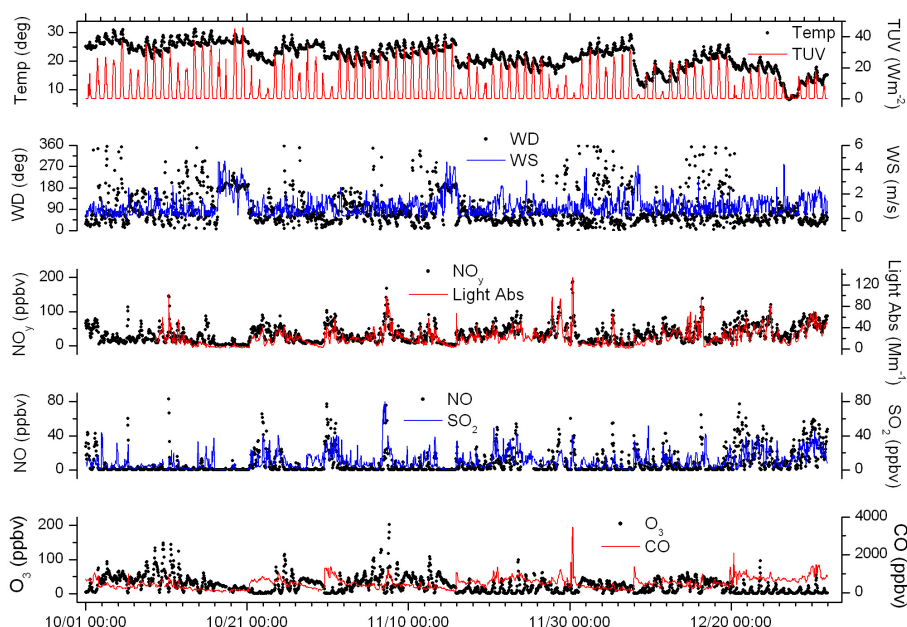 Temp (deg)
30
20
10
Temp
TUV
40
20
0
TUV (Wm-2)
WD (deg)
360
270
180
90
0
WD
WS
6
4
2
0
WS (m/s)
NOy (ppbv)
200
100
0
NOy
Light Abs
120
80
40
0
Light Abs (Mm-1)
NO (ppbv)
80
40
0
NO
SO2
80
40
0
SO2 (ppbv)
O3 (ppbv)
200
100
0
O3
CO
4000
2000
0
CO (ppbv)
10/01 00:00 10/21 00:00 11/10 00:00 11/30 00:00 12/20 00:00